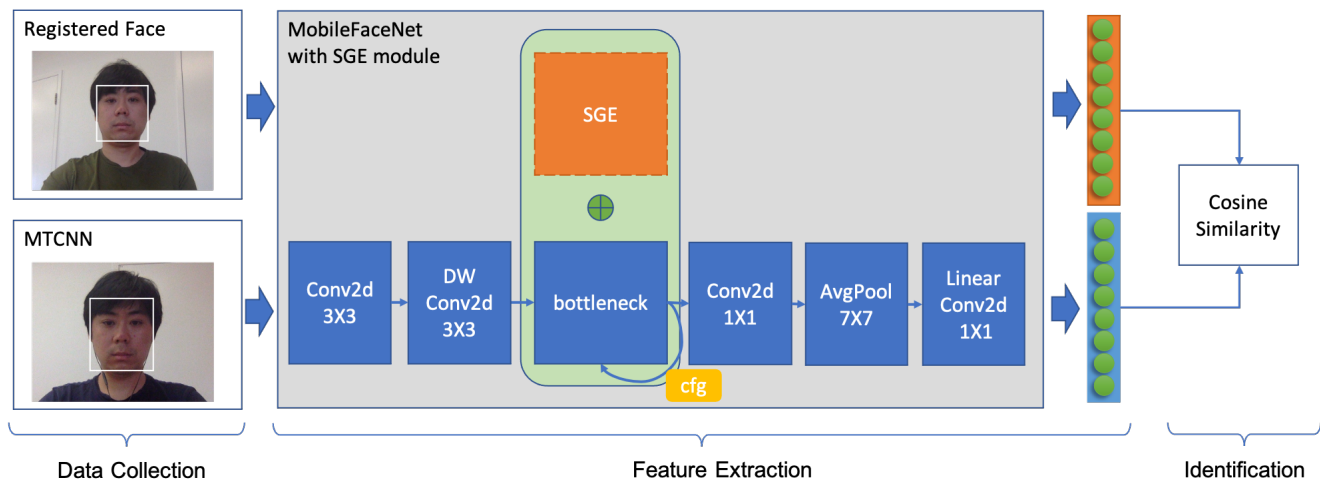 Registered Face
MobileFaceNet
with SGE module
SGE
MTCNN
Conv2d
3X3
DW
Conv2d
3X3
bottleneck
Conv2d
1X1
AvgPool
7X7
Linear
Conv2d
1X1
cfg
Cosine
Similarity
Data Collection
Feature Extraction
Identification